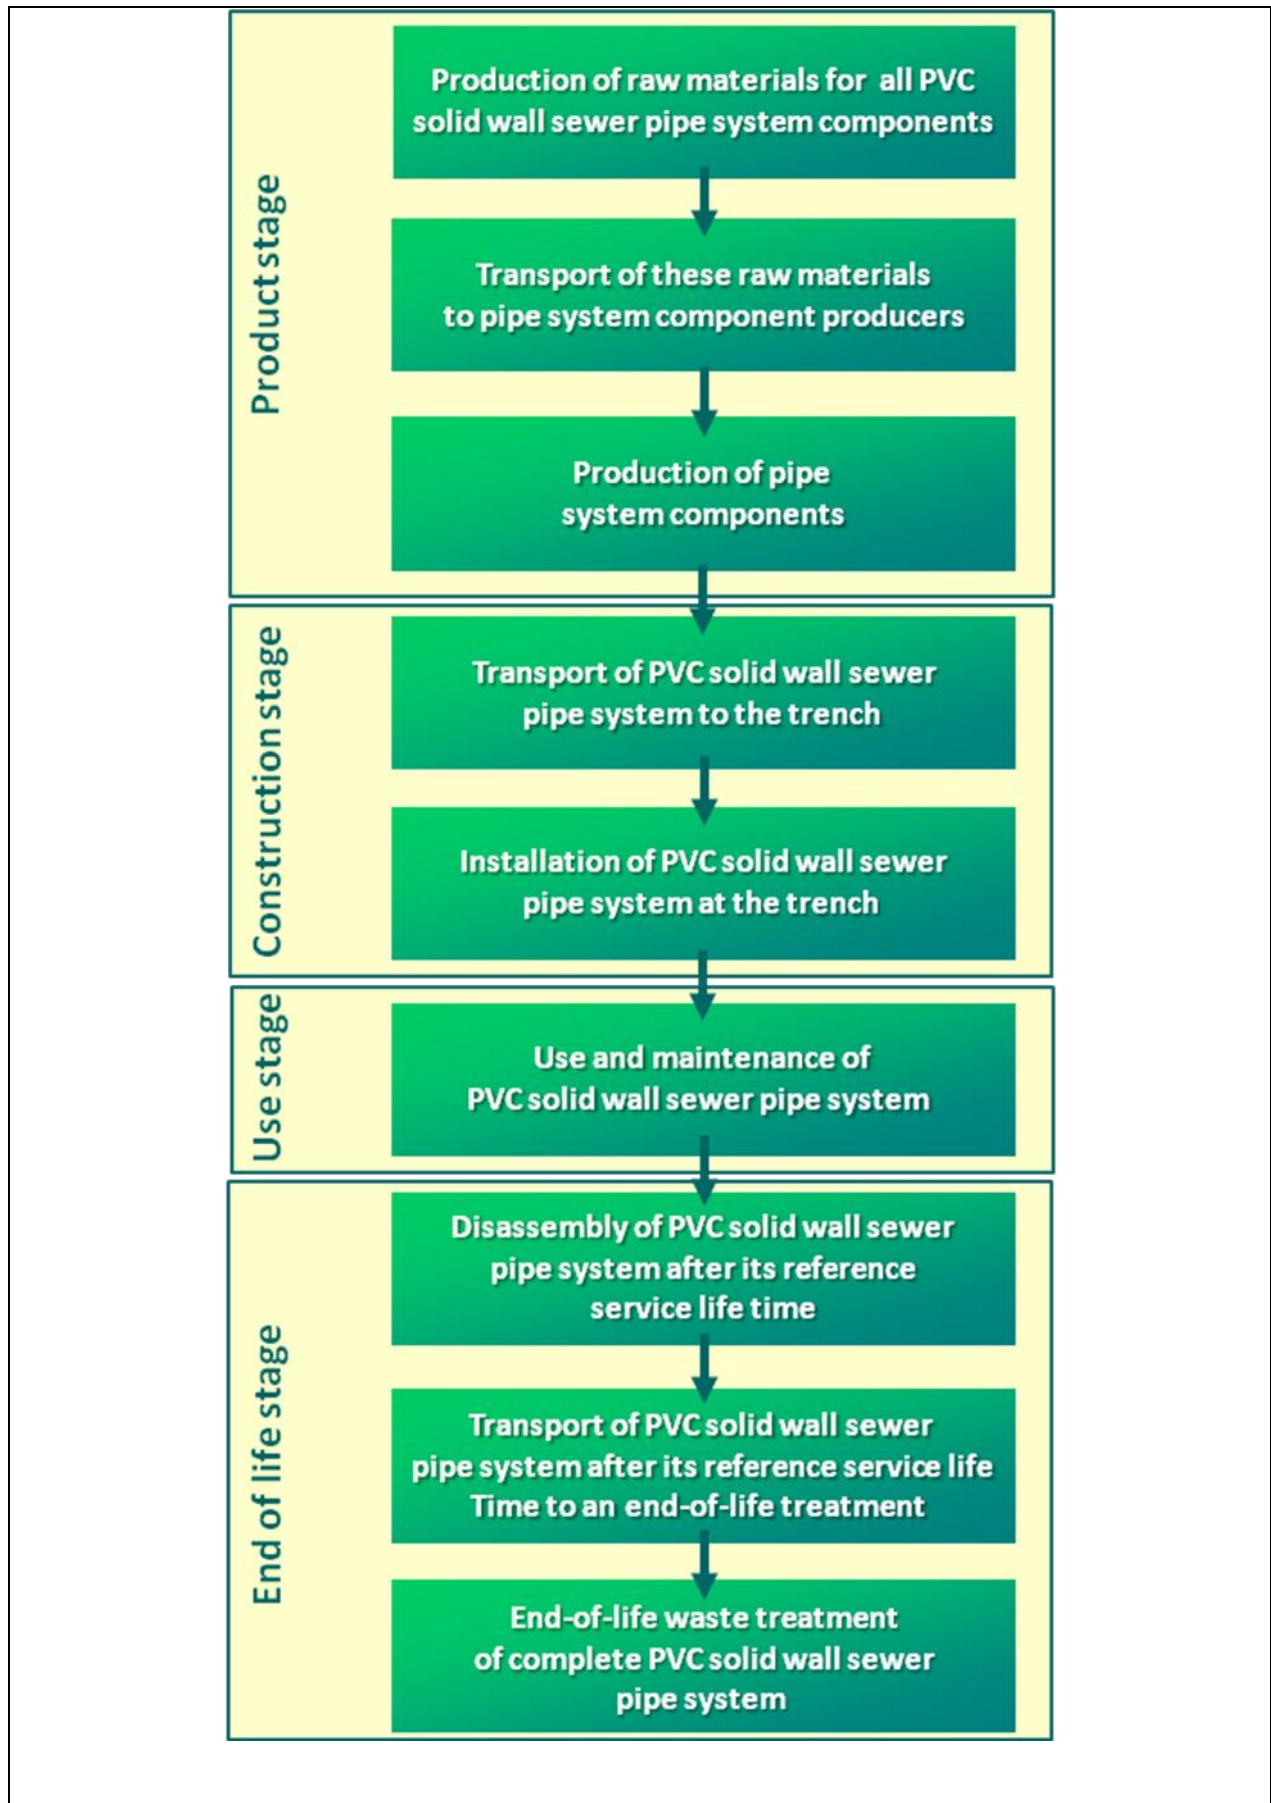 Product stage
Production of raw materials for all PVC
solid wall sewer pipe system components
Transport of these raw materials
to pipe system component producers
Production of pipe
system components
Construction stage
Transport of PVC solid wall sewer
pipe system to the trench
Installation of PVC solid wall sewer
pipe system at the trench
Use stage
Use and maintenance of
PVC solid wall sewer pipe system
End of life stage
Disassembly of PVC solid wall sewer
pipe system after its reference
service life time
Transport of PVC solid wall sewer
pipe system after its reference service life
Time to an end-of-life treatment
End-of-life waste treatment
of complete PVC solid wall sewer
pipe system